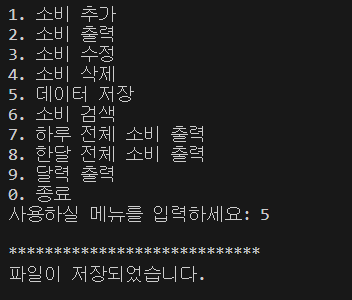 1. 소비 추가
2. 소비 출력
3. 소비 수정
4. 소비 삭제
5. 데이터 저장
6. 소비 검색
7. 하루 전체 소비 출력
8. 한달 전체 소비 출력
9. 달력 출력
0. 종료
사용하실 메뉴를 입력하세요: 5
****************************
파일이 저장되었습니다.